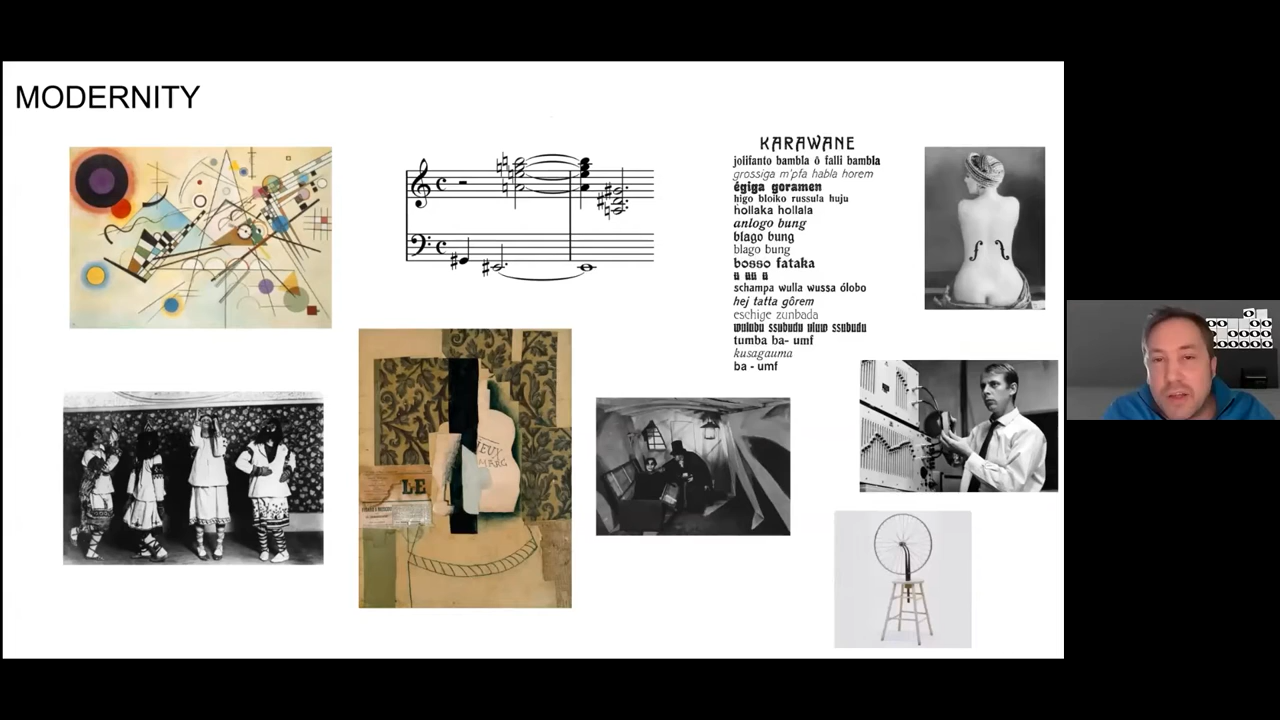 MODERNITY
KARAWANE
jolifanto bambla ô falli bambla
grossiga m'pfa habla horem
égiga goramen
higo bloiko russula huju
hollaka hollala
anlogo bung
blago bung
blago bung
bosso fataka
ü üü ü
schampa wulla wussa ólobo
hej tatta gôrem
eschige zunbada
wulubu ssubudu uluw ssubudu
tumba ba- umf
kusagauma
ba - umf
IEUX
MARC
LE